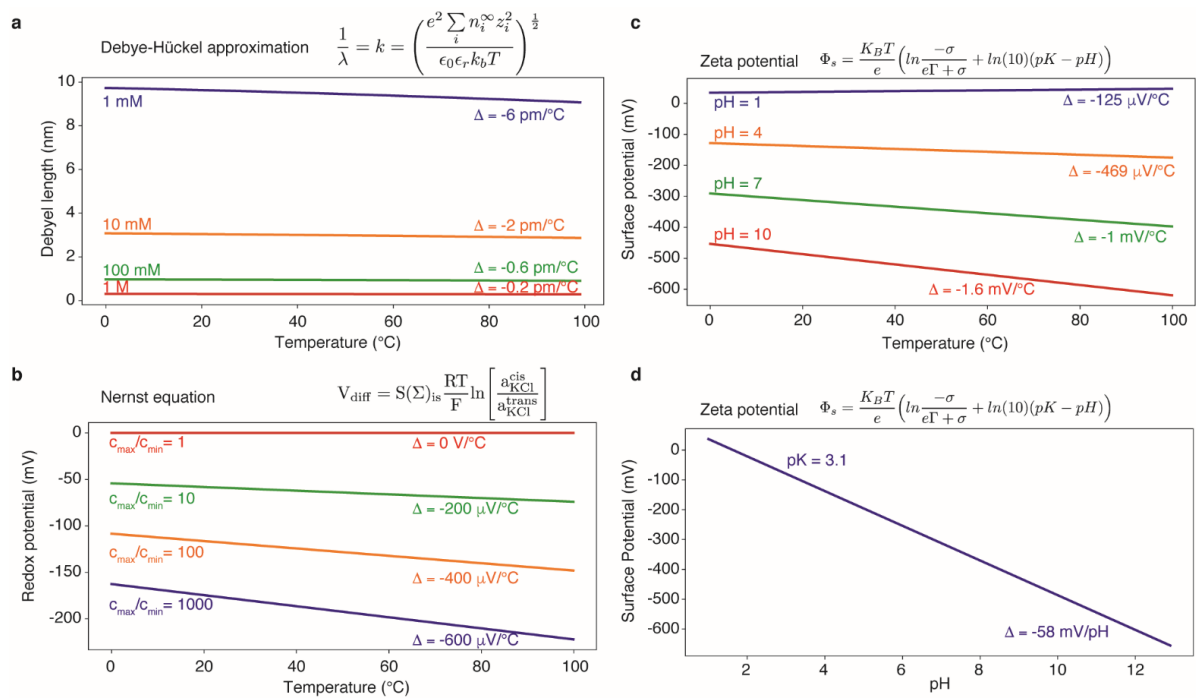 a
Debye-Hückel approximation
1/λ = k = (e² ∑ᵢ nᵢ^∞ zᵢ² / ϵ₀ϵᵣk_bT)^½
Debyel length (nm)
10
8
6
4
2
0
1 mM
Δ = -6 pm/°C
10 mM
Δ = -2 pm/°C
100 mM
Δ = -0.6 pm/°C
1 M
Δ = -0.2 pm/°C
0 20 40 60 80 100
Temperature (°C)
b
Nernst equation
V_diff = S(Σ)_is RT/F ln[a_KCl^cis / a_KCl^trans]
Redox potential (mV)
0
-50
-100
-150
-200
c_max/c_min= 1
Δ = 0 V/°C
c_max/c_min= 10
Δ = -200 μV/°C
c_max/c_min= 100
Δ = -400 μV/°C
c_max/c_min= 1000
Δ = -600 μV/°C
0 20 40 60 80 100
Temperature (°C)
c
Zeta potential
Φ_s = K_BT/e (ln -σ/(eΓ + σ) + ln(10)(pK − pH))
Surface potential (mV)
0
-100
-200
-300
-400
-500
-600
pH = 1
Δ = -125 μV/°C
pH = 4
Δ = -469 μV/°C
pH = 7
Δ = -1 mV/°C
pH = 10
Δ = -1.6 mV/°C
0 20 40 60 80 100
Temperature (°C)
d
Zeta potential
Φ_s = K_BT/e (ln -σ/(eΓ + σ) + ln(10)(pK − pH))
Surface Potential (mV)
0
-100
-200
-300
-400
-500
-600
pK = 3.1
Δ = -58 mV/pH
2 4 6 8 10 12
pH